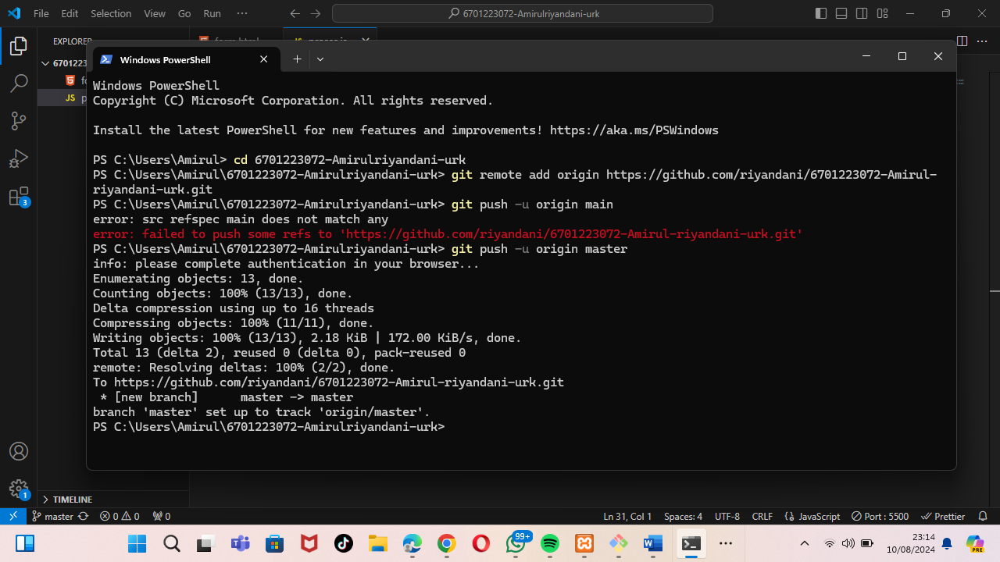 File Edit Selection View Go Run ··· 6701223072-Amirulriyandani-urk
EXPLORER
Windows PowerShell
Windows PowerShell
Copyright (C) Microsoft Corporation. All rights reserved.
Install the latest PowerShell for new features and improvements! https://aka.ms/PSWindows
PS C:\Users\Amirul> cd 6701223072-Amirulriyandani-urk
PS C:\Users\Amirul\6701223072-Amirulriyandani-urk> git remote add origin https://github.com/riyandani/6701223072-Amirul-
riyandani-urk.git
PS C:\Users\Amirul\6701223072-Amirulriyandani-urk> git push -u origin main
error: src refspec main does not match any
error: failed to push some refs to 'https://github.com/riyandani/6701223072-Amirul-riyandani-urk.git'
PS C:\Users\Amirul\6701223072-Amirulriyandani-urk> git push -u origin master
info: please complete authentication in your browser...
Enumerating objects: 13, done.
Counting objects: 100% (13/13), done.
Delta compression using up to 16 threads
Compressing objects: 100% (11/11), done.
Writing objects: 100% (13/13), 2.18 KiB | 172.00 KiB/s, done.
Total 13 (delta 2), reused 0 (delta 0), pack-reused 0
remote: Resolving deltas: 100% (2/2), done.
To https://github.com/riyandani/6701223072-Amirul-riyandani-urk.git
 * [new branch]      master -> master
branch 'master' set up to track 'origin/master'.
PS C:\Users\Amirul\6701223072-Amirulriyandani-urk>
3
1
TIMELINE
master 0 0 0 Ln 31, Col 1 Spaces: 4 UTF-8 CRLF JavaScript Port : 5500 Prettier
99+
23:14
10/08/2024
PRE